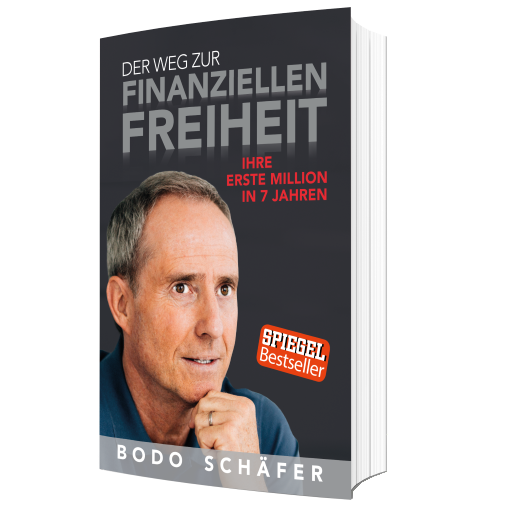 DER WEG ZUR
FINANZIELLEN
FREIHEIT
IHRE
ERSTE MILLION
IN 7 JAHREN
SPIEGEL
Bestseller
BODO SCHÄFER